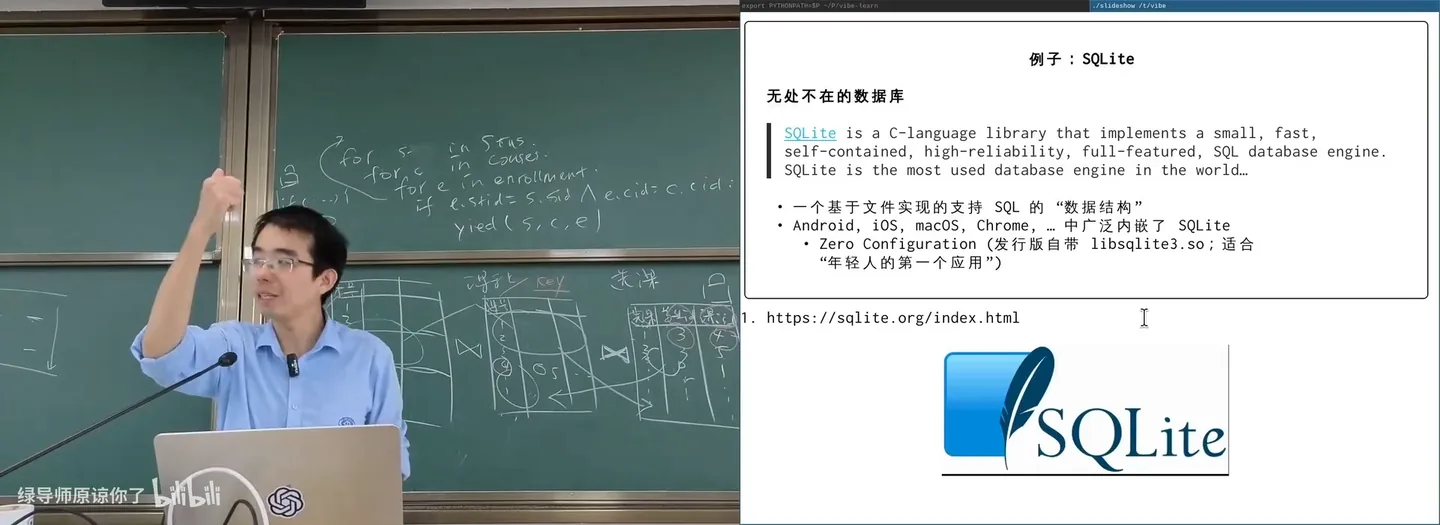 export PYTHONPATH=$P ~/P/vibe-learn
./slideshow /t/vibe
for s in Stus.
for c in couses.
for e in enrollment.
if e.stid = s.sid ∧ e.cid = c.cid:
yied (s, c, e)
KEY
选课
3 4
OS
绿导师原谅你了 bilibili
例子：SQLite
无处不在的数据库
SQLite is a C-language library that implements a small, fast,
self-contained, high-reliability, full-featured, SQL database engine.
SQLite is the most used database engine in the world…
• 一个基于文件实现的支持 SQL 的 “数据结构”
• Android, iOS, macOS, Chrome, … 中广泛内嵌了 SQLite
• Zero Configuration (发行版自带 libsqlite3.so；适合
“年轻人的第一个应用”)
1. https://sqlite.org/index.html
SQLite